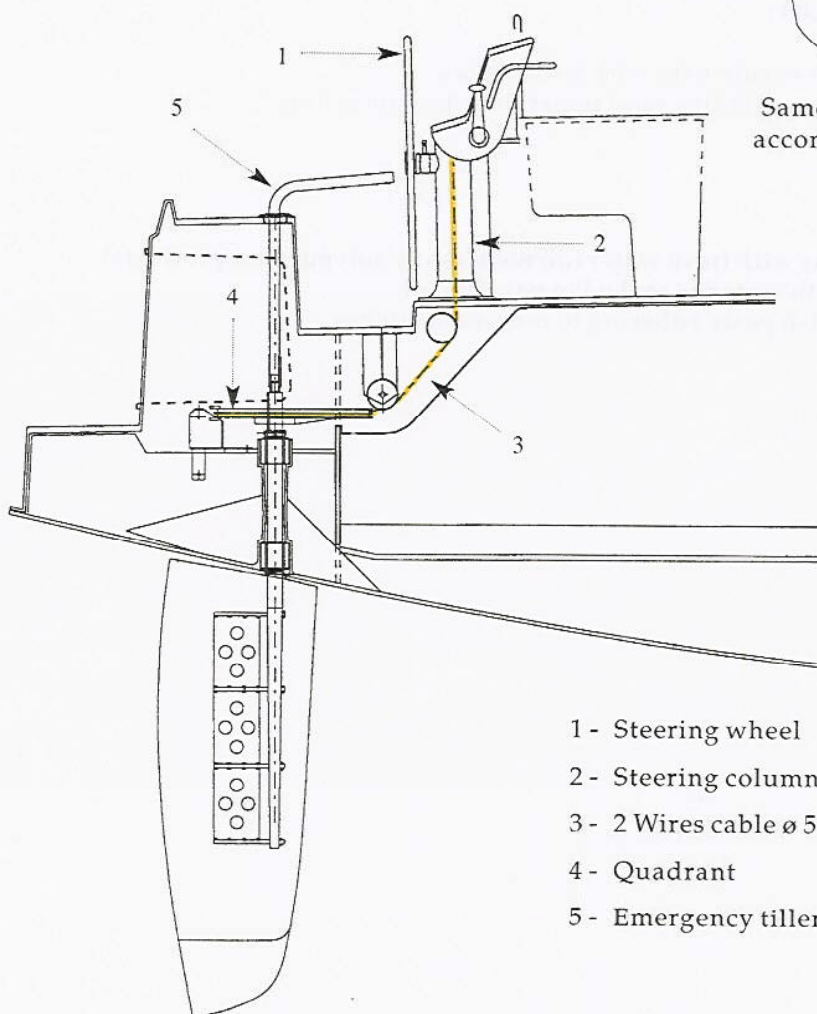 1
5
Same
accor
2
4
3
1 - Steering wheel
2 - Steering column
3 - 2 Wires cable ø 5
4 - Quadrant
5 - Emergency tiller